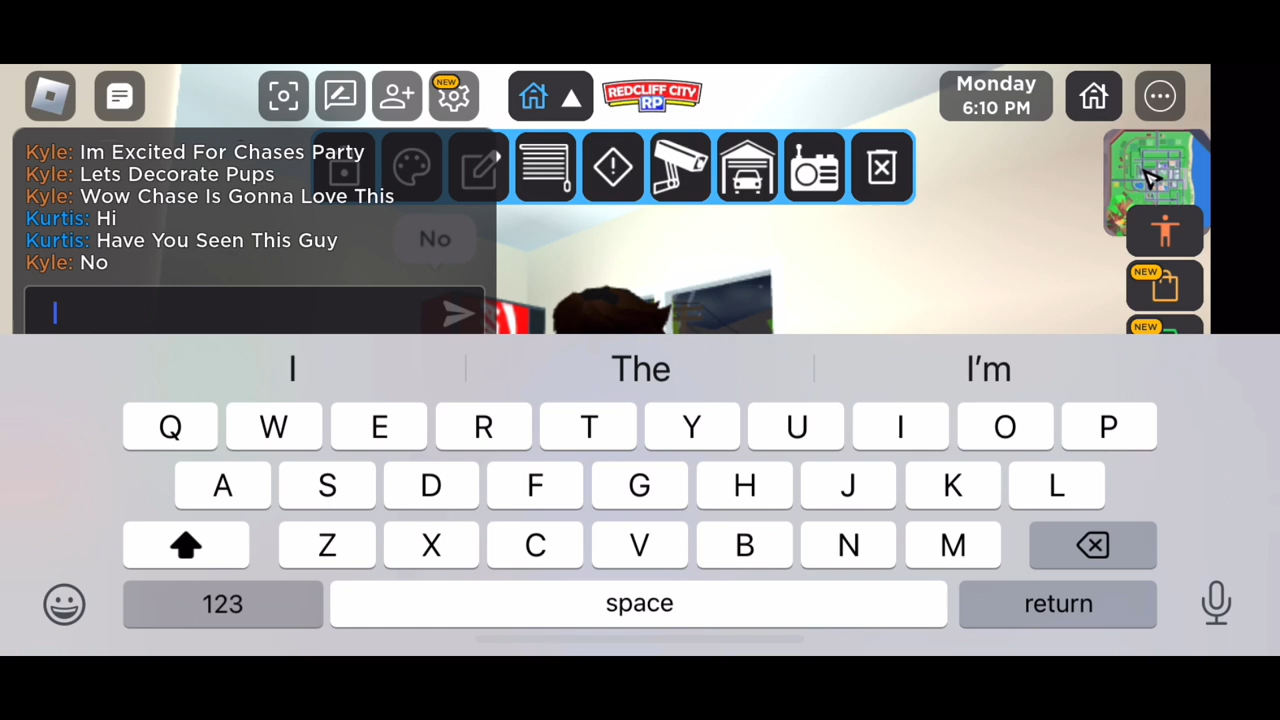 NEW
REDCLIFF CITY
RP
Monday
6:10 PM
Kyle: Im Excited For Chases Party
Kyle: Lets Decorate Pups
Kyle: Wow Chase Is Gonna Love This
Kurtis: Hi
Kurtis: Have You Seen This Guy
Kyle: No
No
NEW
NEW
I The I’m
Q W E R T Y U I O P
A S D F G H J K L
Z X C V B N M
123 space return